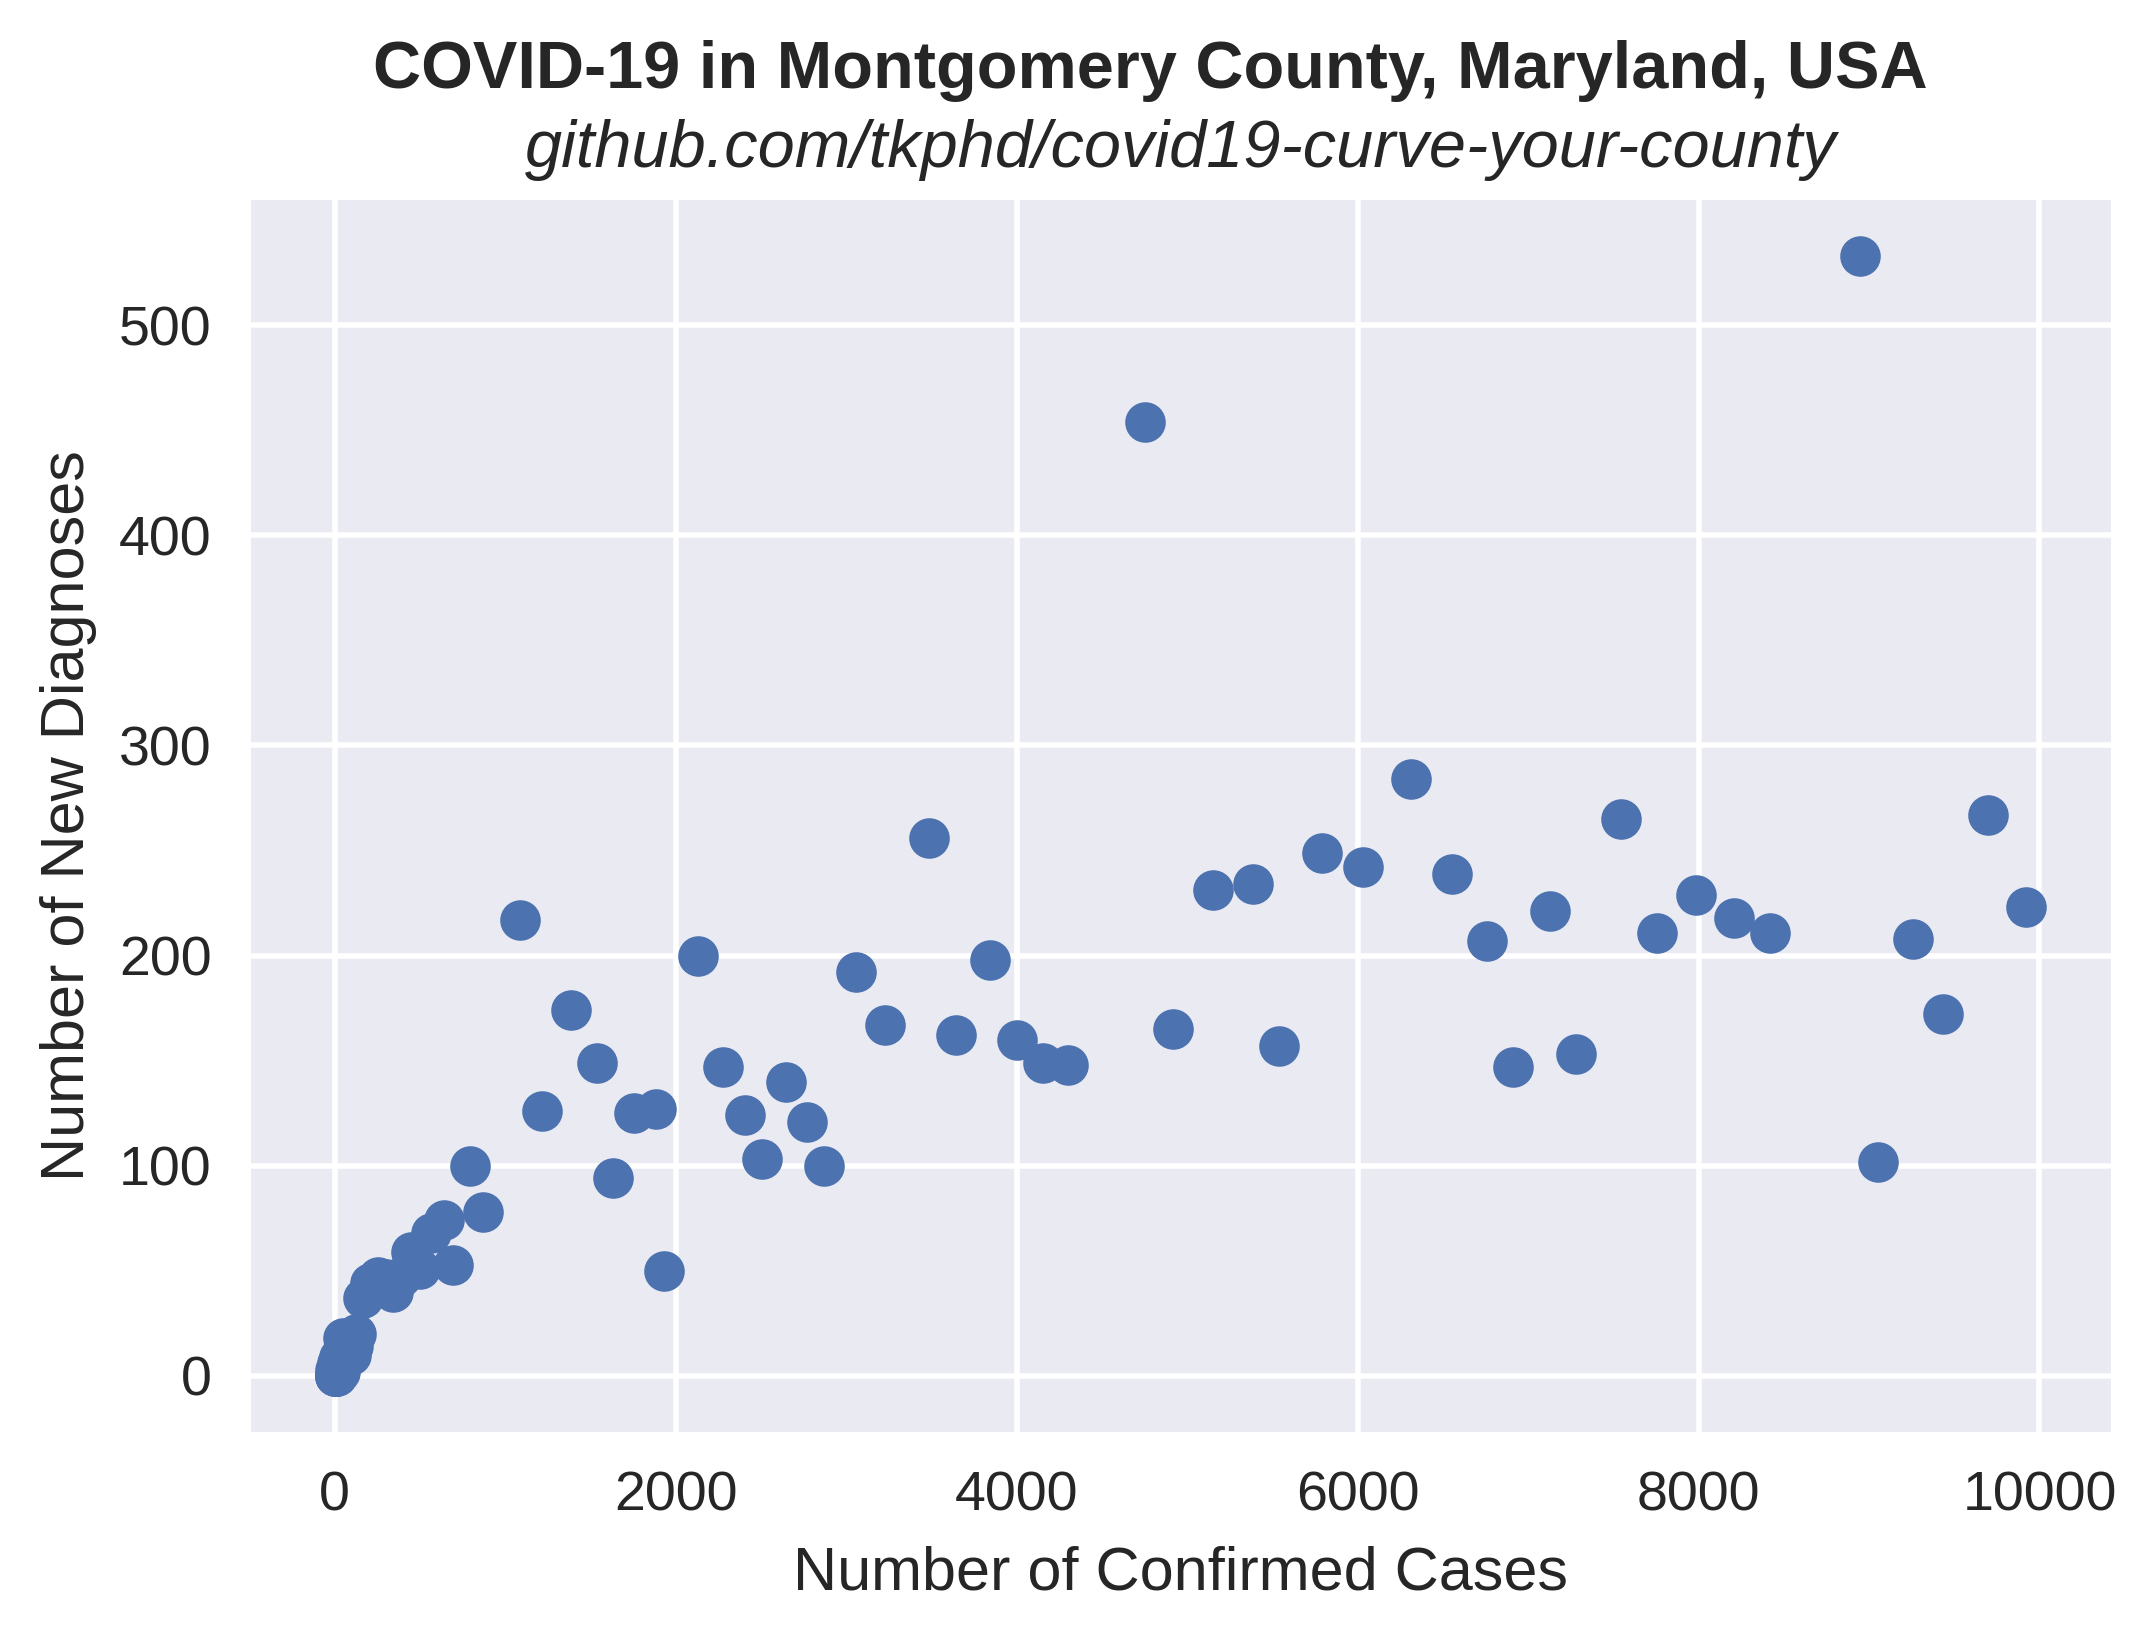 COVID-19 in Montgomery County, Maryland, USA
github.com/tkphd/covid19-curve-your-county
Number of New Diagnoses
500
400
300
200
100
0
0 2000 4000 6000 8000 10000
Number of Confirmed Cases